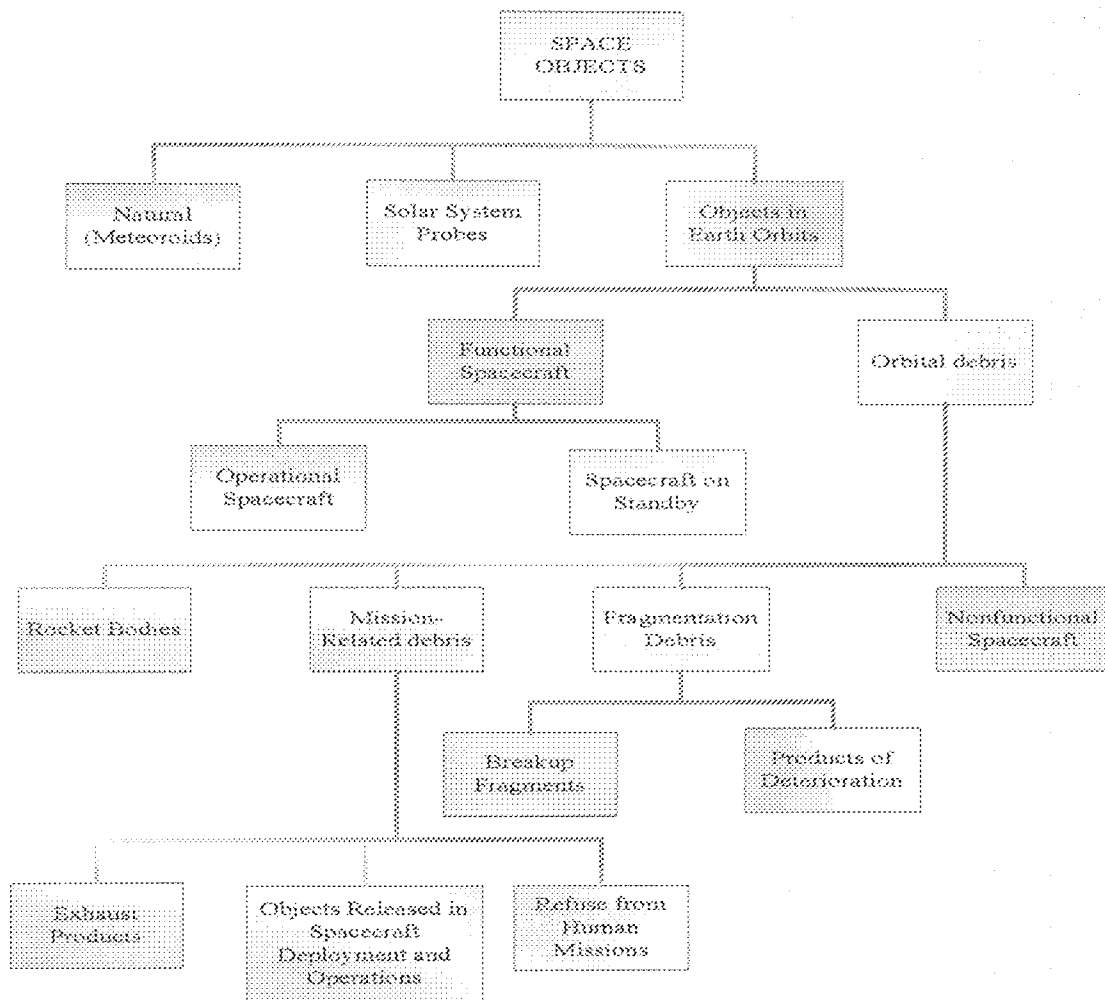 SPACE
OBJECTS
Natural
(Meteoroids)
Solar System
Probes
Objects in
Earth Orbits
Functional
Spacecraft
Orbital debris
Operational
Spacecraft
Spacecraft on
Standby
Rocket Bodies
Mission-
Related debris
Fragmentation
Debris
Nonfunctional
Spacecraft
Breakup
Fragments
Products of
Deterioration
Exhaust
Products
Objects Released in
Spacecraft
Deployment and
Operations
Refuse from
Human
Missions